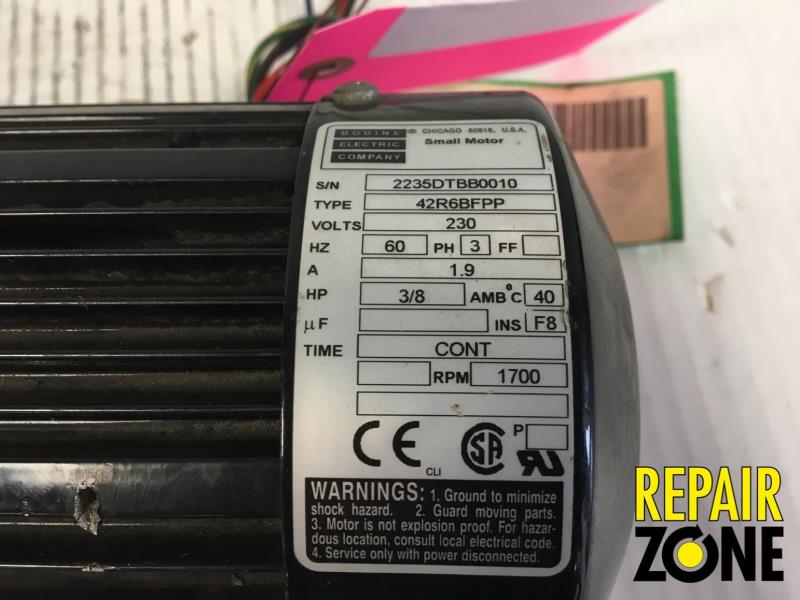 BODINE
ELECTRIC
COMPANY
® CHICAGO 60618, U.S.A.
Small Motor
S/N 2235DTBB0010
TYPE 42R6BFPP
VOLTS 230
HZ 60 PH 3 FF
A 1.9
HP 3/8 AMB°C 40
µF INS F8
TIME CONT
RPM 1700
CE CLI SA P RU
WARNINGS: 1. Ground to minimize
shock hazard. 2. Guard moving parts.
3. Motor is not explosion proof. For hazar-
dous location, consult local electrical code.
4. Service only with power disconnected.
REPAIR
ZONE